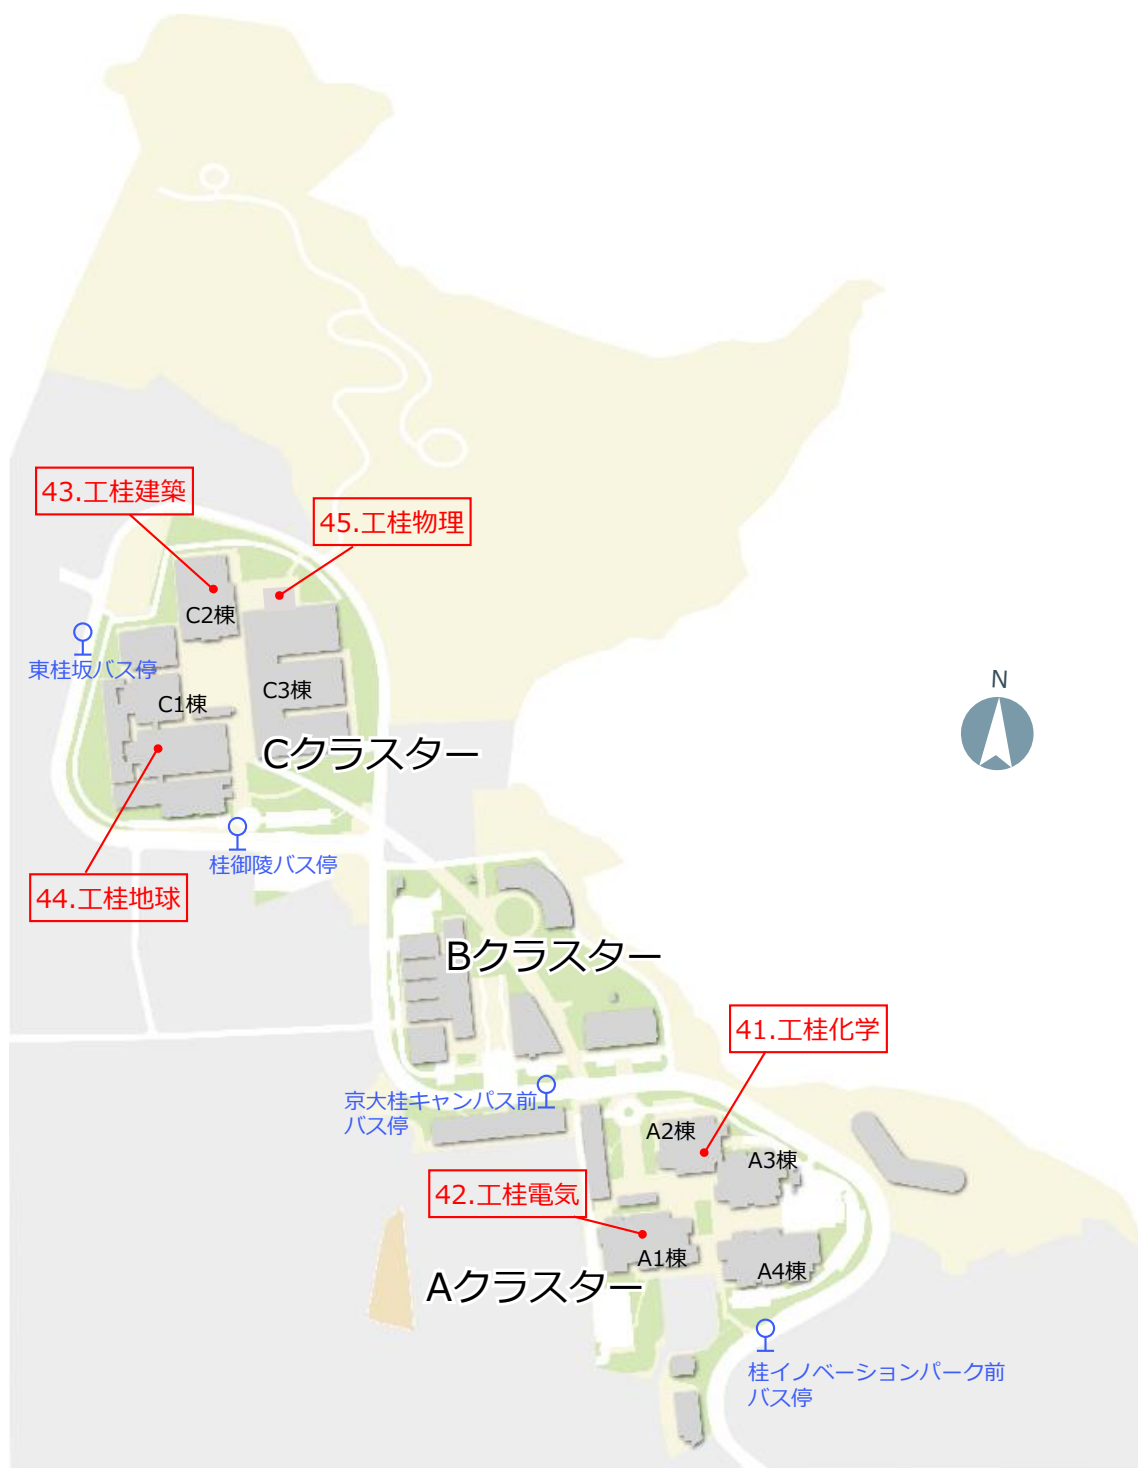 43.工桂建築
45.工桂物理
C2棟
東桂坂バス停
N
C3棟
C1棟
Cクラスター
桂御陵バス停
44.工桂地球
Bクラスター
41.工桂化学
京大桂キャンパス前
バス停
A2棟
A3棟
42.工桂電気
A1棟
A4棟
Aクラスター
桂イノベーションパーク前
バス停